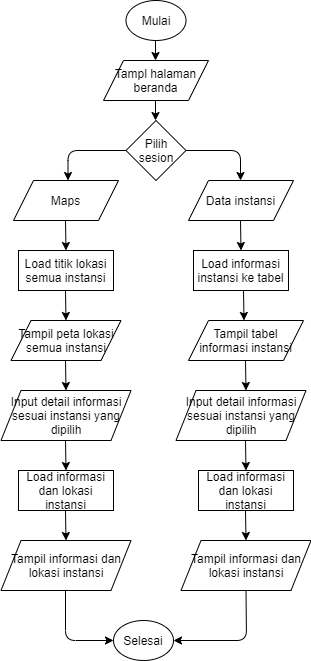 Mulai
Tampl halaman
beranda
Pilih
sesion
Maps
Data instansi
Load titik lokasi
semua instansi
Load informasi
instansi ke tabel
Tampil peta lokasi
semua instansi
Tampil tabel
informasi instansi
Input detail informasi
sesuai instansi yang
dipilih
Input detail informasi
sesuai instansi yang
dipilih
Load informasi
dan lokasi
instansi
Load informasi
dan lokasi
instansi
Tampil informasi dan
lokasi instansi
Tampil informasi dan
lokasi instansi
Selesai